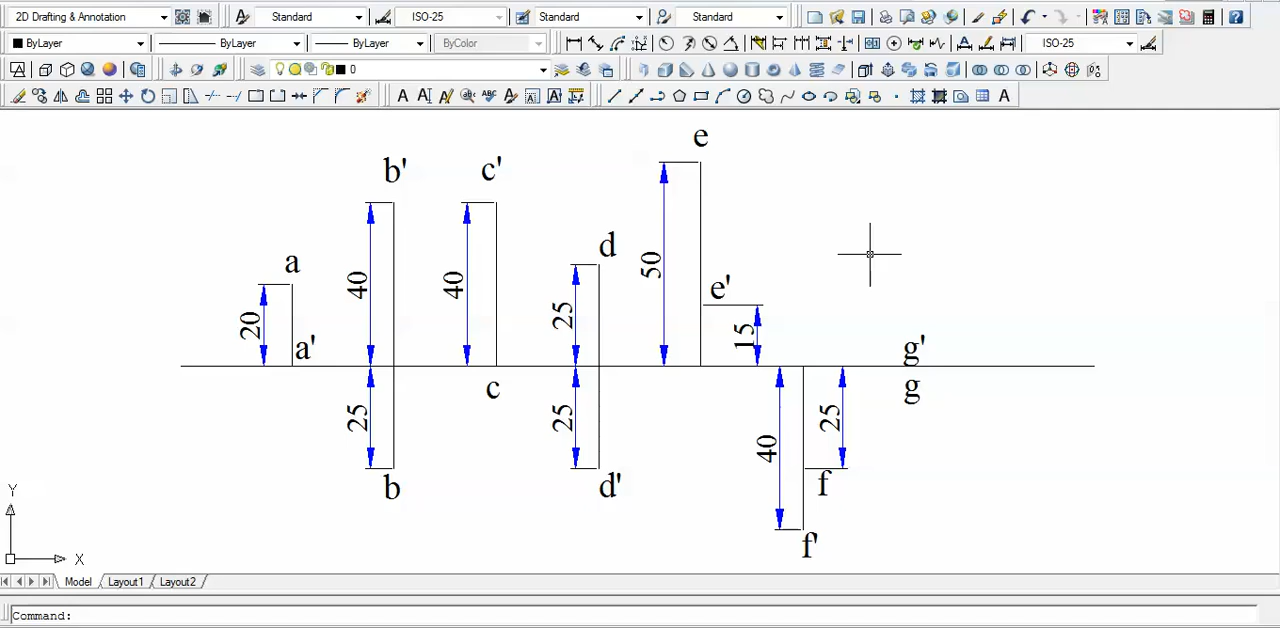 2D Drafting & Annotation Standard ISO-25 Standard Standard
ByLayer ByLayer ByLayer ByColor ISO-25
0
e
b' c'
d
a
50
40 40
e'
25
20
15
a' g'
c g
25 25 25
40
b d' f
f'
Y
X
Model Layout1 Layout2
Command: